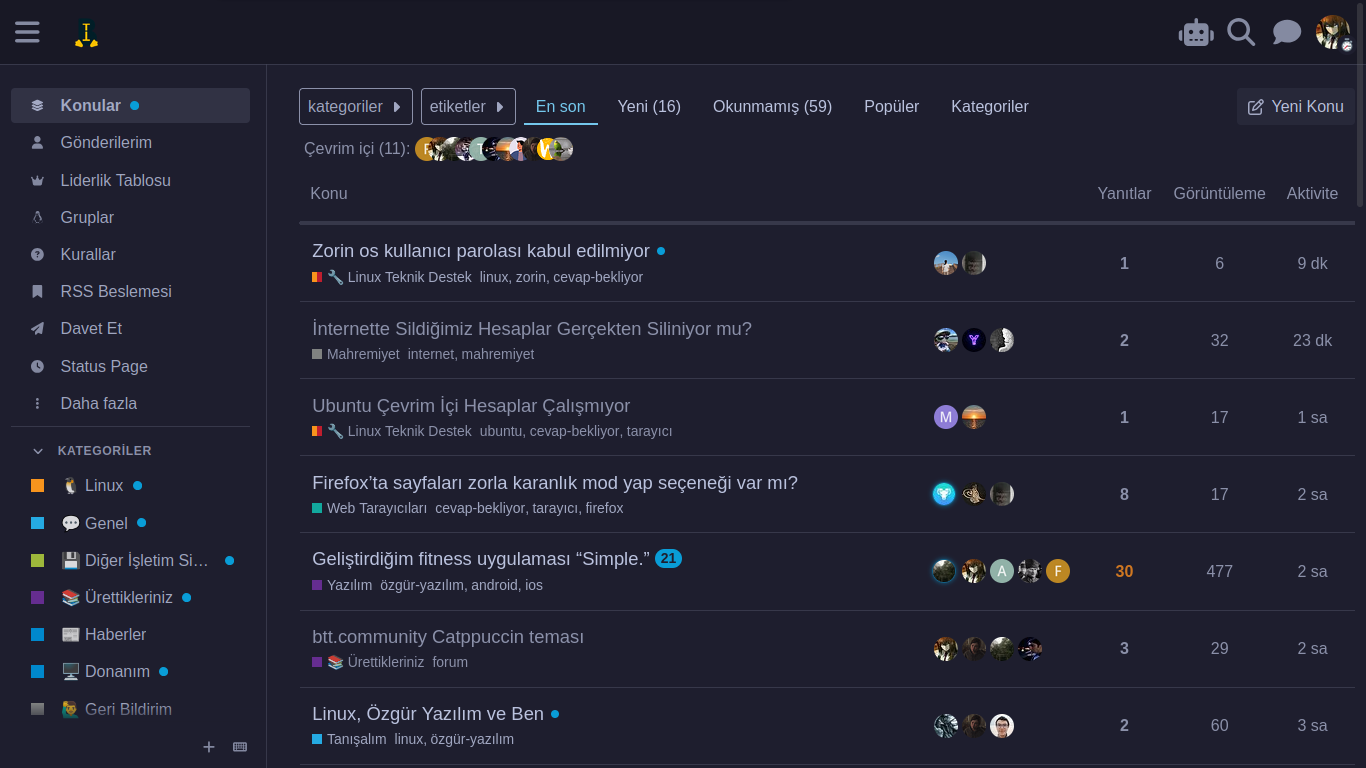 kategoriler
etiketler
En son
Yeni (16)
Okunmamış (59)
Popüler
Kategoriler
Yeni Konu
Çevrim içi (11):
Konular
Gönderilerim
Liderlik Tablosu
Gruplar
Kurallar
RSS Beslemesi
Davet Et
Status Page
Daha fazla
KATEGORİLER
Linux
Genel
Diğer İşletim Si...
Ürettikleriniz
Haberler
Donanım
Geri Bildirim
Konu Yanıtlar Görüntüleme Aktivite
Zorin os kullanıcı parolası kabul edilmiyor
Linux Teknik Destek linux, zorin, cevap-bekliyor
1 6 9 dk
İnternette Sildiğimiz Hesaplar Gerçekten Siliniyor mu?
Mahremiyet internet, mahremiyet
2 32 23 dk
Ubuntu Çevrim İçi Hesaplar Çalışmıyor
Linux Teknik Destek ubuntu, cevap-bekliyor, tarayıcı
M
1 17 1 sa
Firefox’ta sayfaları zorla karanlık mod yap seçeneği var mı?
Web Tarayıcıları cevap-bekliyor, tarayıcı, firefox
8 17 2 sa
Geliştirdiğim fitness uygulaması “Simple.” 21
Yazılım özgür-yazılım, android, ios
A F
30 477 2 sa
btt.community Catppuccin teması
Ürettikleriniz forum
3 29 2 sa
Linux, Özgür Yazılım ve Ben
Tanışalım linux, özgür-yazılım
2 60 3 sa